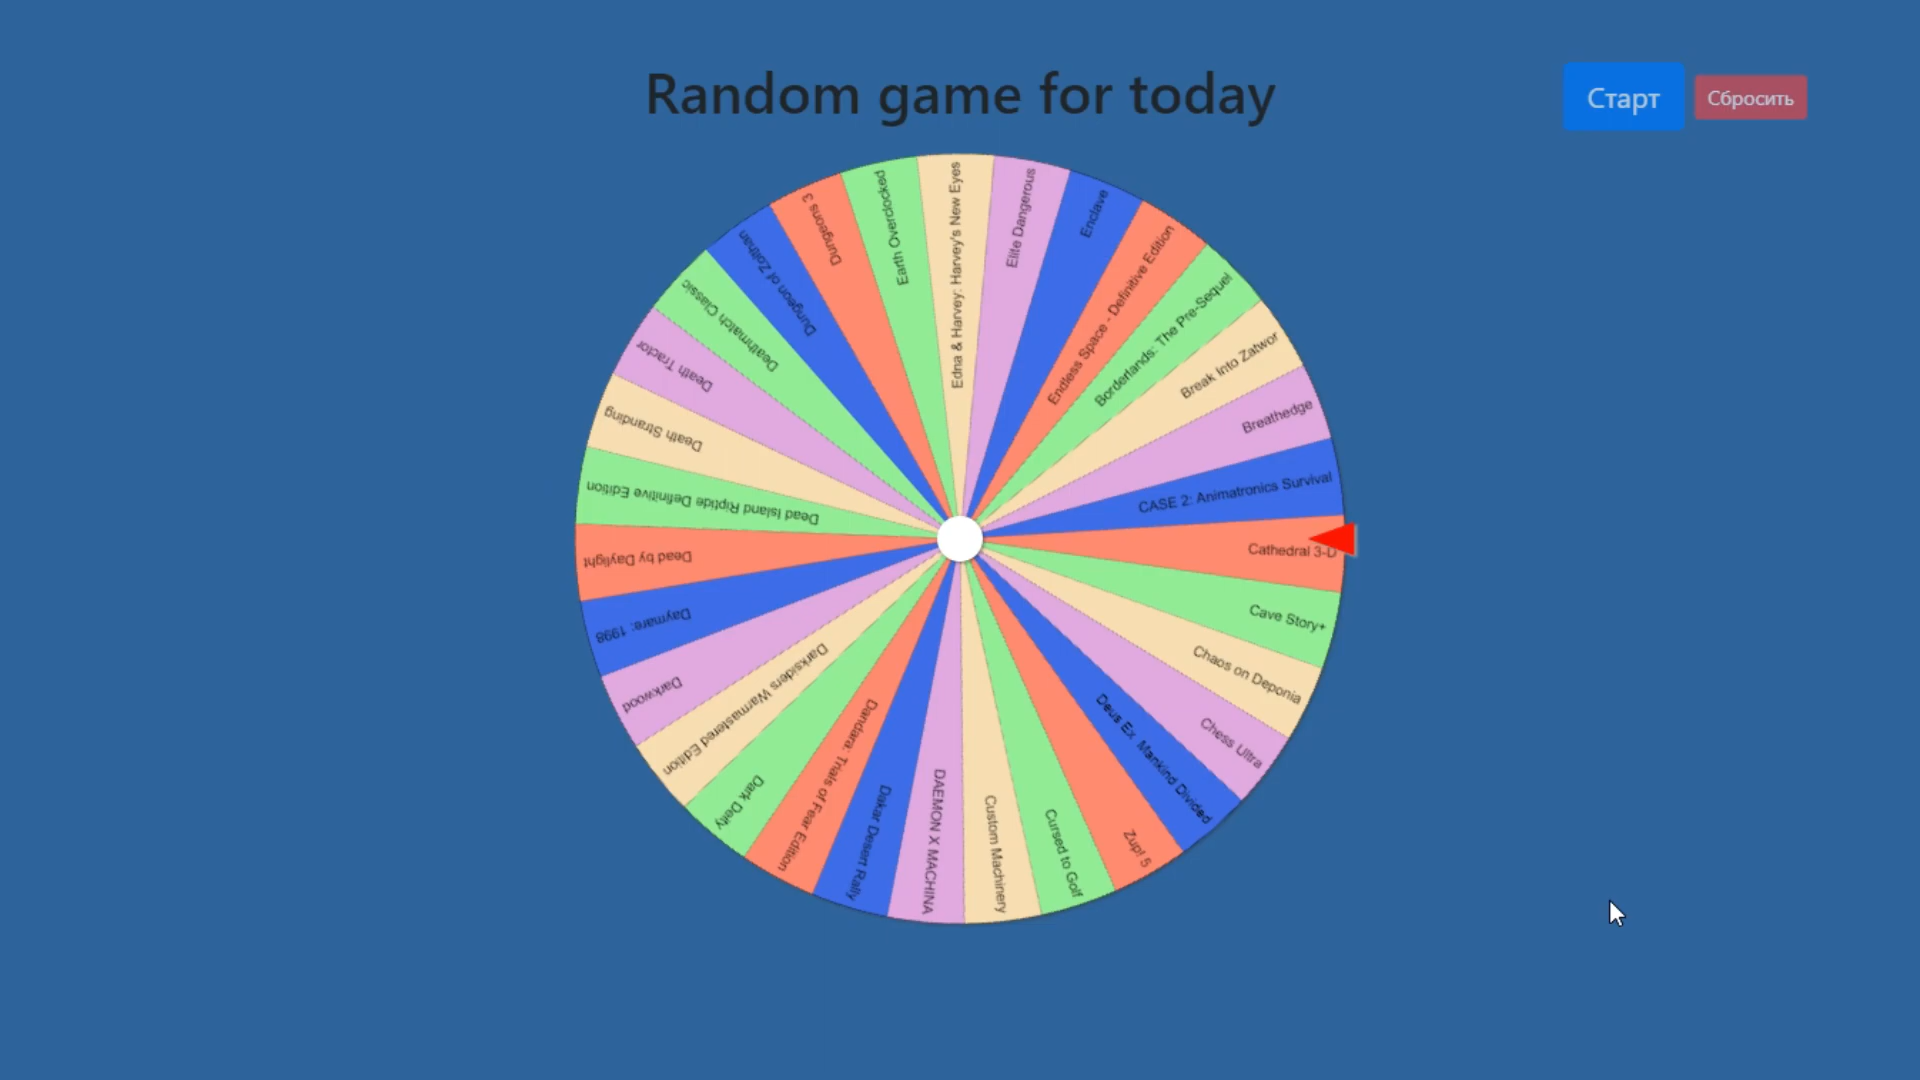 Random game for today
Старт
Сбросить
Edna & Harvey: Harvey's New Eyes
Elite Dangerous
Enclave
Endless Space - Definitive Edition
Borderlands: The Pre-Sequel
Break Into Zatwor
Breathedge
CASE 2: Animatronics Survival
Cathedral 3-D
Cave Story+
Chaos on Deponia
Chess Ultra
Deus Ex Mankind Divided
Zup! 5
Cursed to Golf
Custom Machinery
DAEMON X MACHINA
Dakar Desert Rally
Dandara: Trials of Fear Edition
Dark Deity
Darksiders Warmastered Edition
Darkwood
Daymare: 1998
Dead by Daylight
Dead Island Riptide Definitive Edition
Death Stranding
Death Tractor
Deathmatch Classic
Dungeon of Zolthan
Dungeons 3
Earth Overclocked